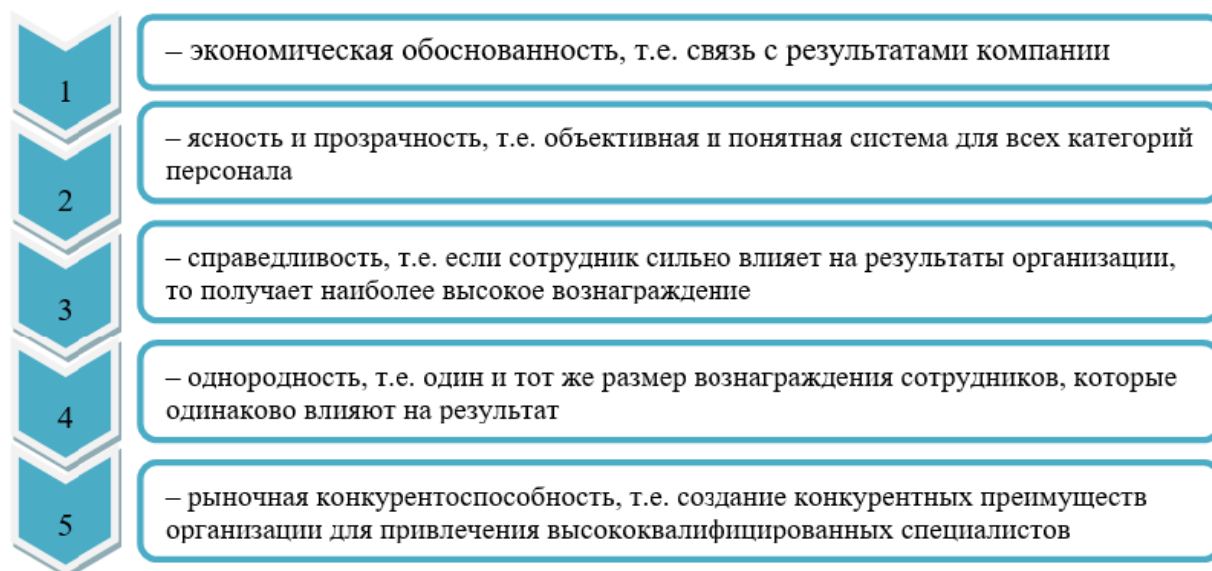 1
– экономическая обоснованность, т.е. связь с результатами компании
2
– ясность и прозрачность, т.е. объективная и понятная система для всех категорий
персонала
3
– справедливость, т.е. если сотрудник сильно влияет на результаты организации,
то получает наиболее высокое вознаграждение
4
– однородность, т.е. один и тот же размер вознаграждения сотрудников, которые
одинаково влияют на результат
5
– рыночная конкурентоспособность, т.е. создание конкурентных преимуществ
организации для привлечения высококвалифицированных специалистов